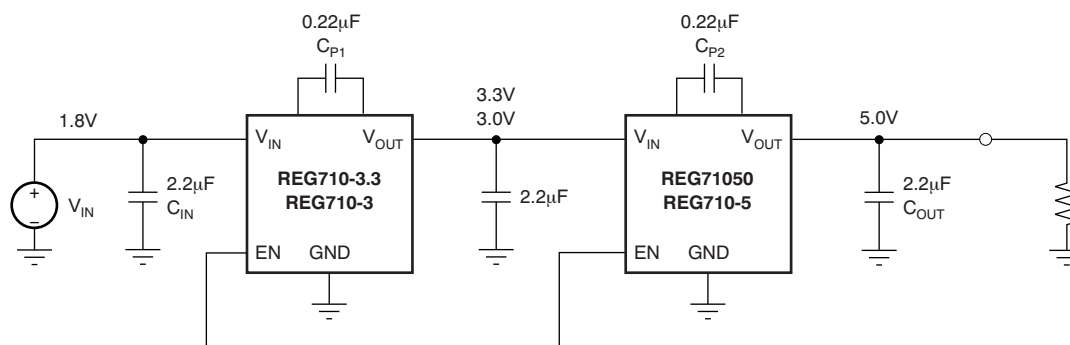 0.22μF
C_P1
0.22μF
C_P2
1.8V
3.3V
3.0V
5.0V
V_IN
V_OUT
V_IN
V_OUT
REG710-3.3
REG710-3
REG71050
REG710-5
+
−
V_IN
2.2μF
C_IN
2.2μF
2.2μF
C_OUT
EN
GND
EN
GND